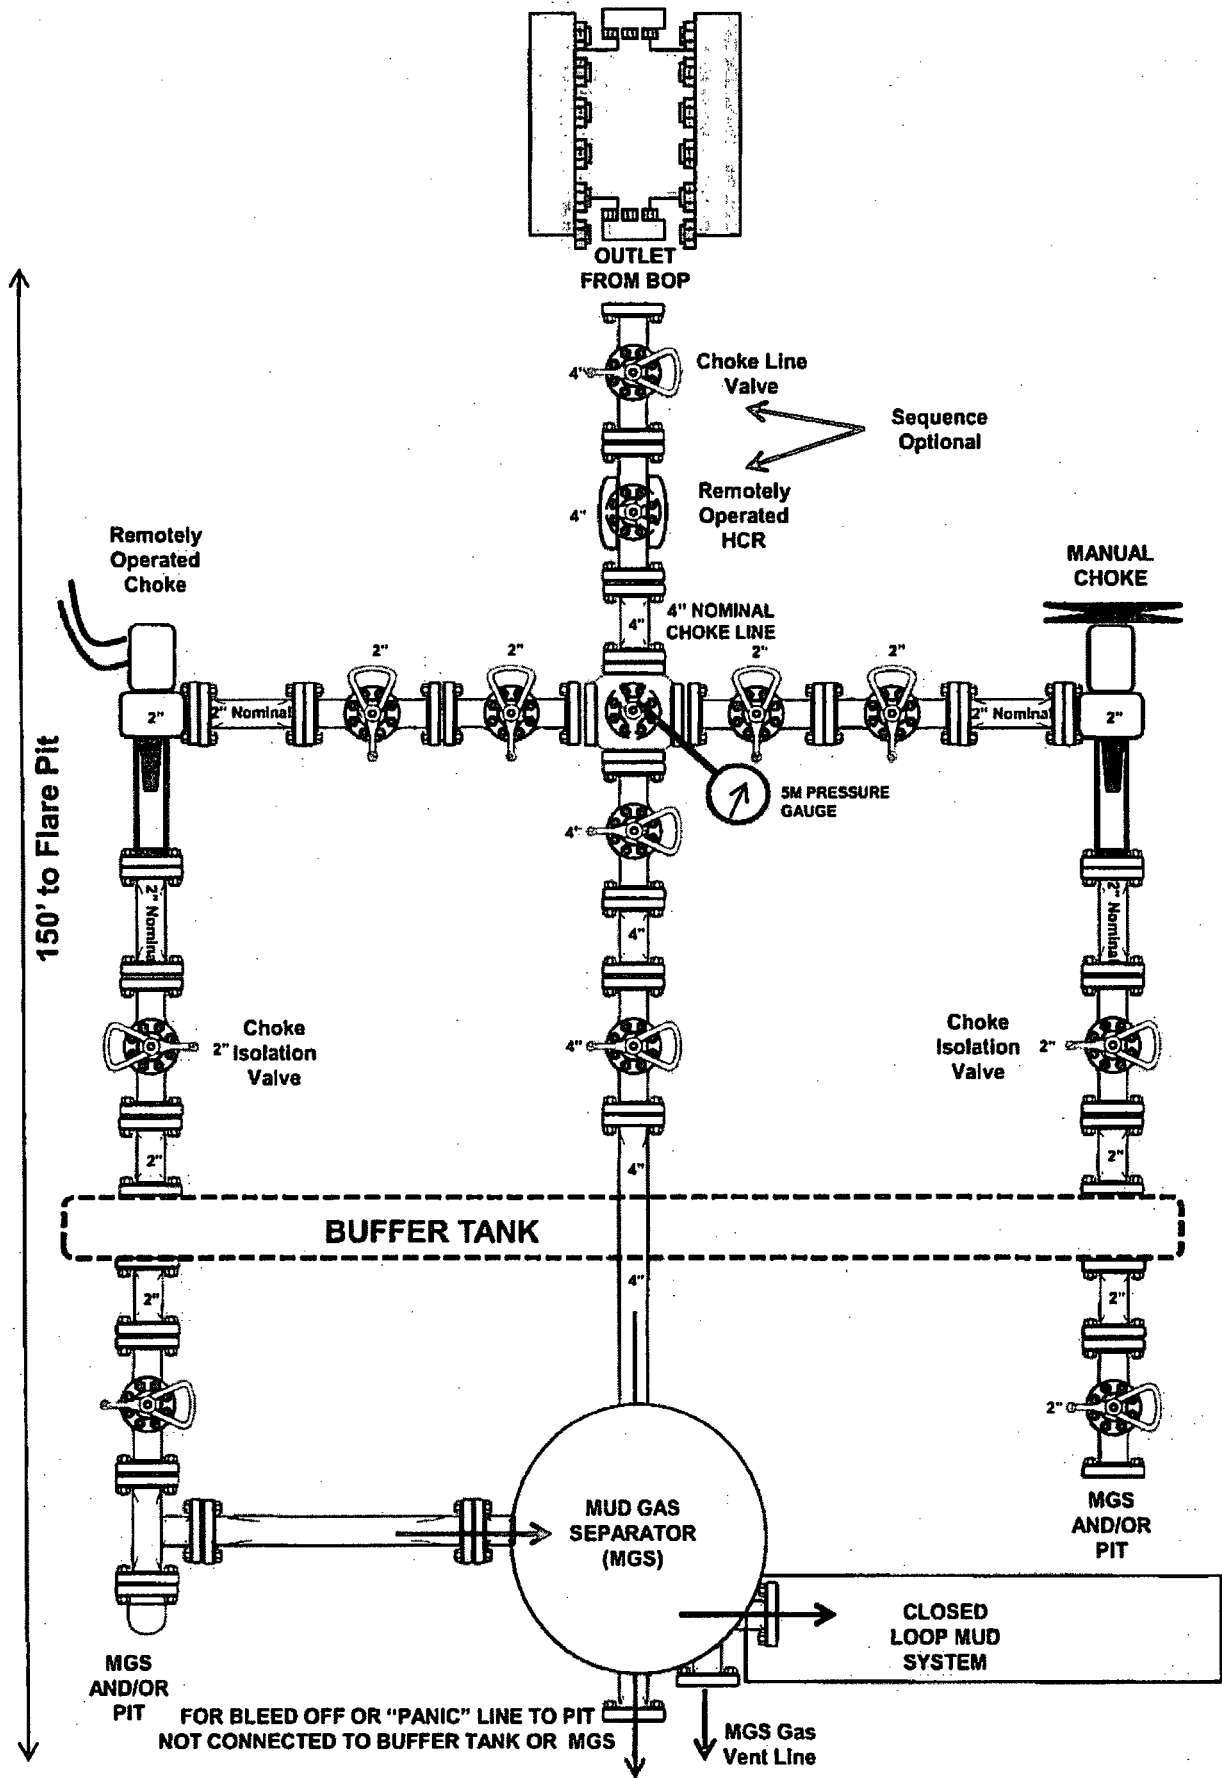 OUTLET
FROM BOP
4"
Choke Line
Valve
Sequence
Optional
4"
Remotely
Operated
HCR
Remotely
Operated
Choke
MANUAL
CHOKE
4"
4" NOMINAL
CHOKE LINE
2"
2"
2"
2"
2"
2" Nominal
2" Nominal
2"
5M PRESSURE
GAUGE
150' to Flare Pit
4"
2" Nominal
4"
2" Nominal
Choke
2" Isolation
Valve
4"
Choke
Isolation
Valve
2"
2"
4"
2"
BUFFER TANK
2"
4"
2"
2"
MUD GAS
SEPARATOR
(MGS)
MGS
AND/OR
PIT
CLOSED
LOOP MUD
SYSTEM
MGS
AND/OR
PIT
FOR BLEED OFF OR "PANIC" LINE TO PIT
NOT CONNECTED TO BUFFER TANK OR MGS
MGS Gas
Vent Line